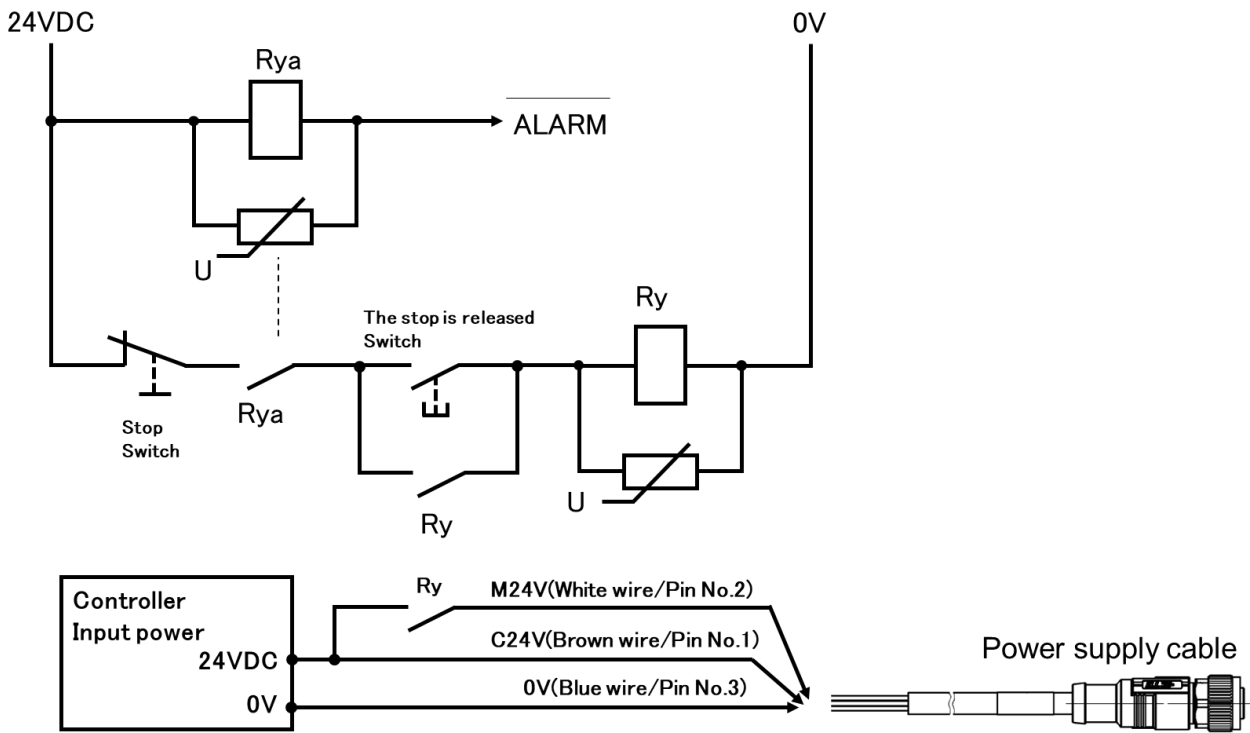 24VDC
0V
Rya
ALARM
U
The stop is released
Switch
Ry
Stop
Switch
Rya
U
Ry
Controller
Input power
24VDC
0V
Ry
M24V(White wire/Pin No.2)
C24V(Brown wire/Pin No.1)
0V(Blue wire/Pin No.3)
Power supply cable